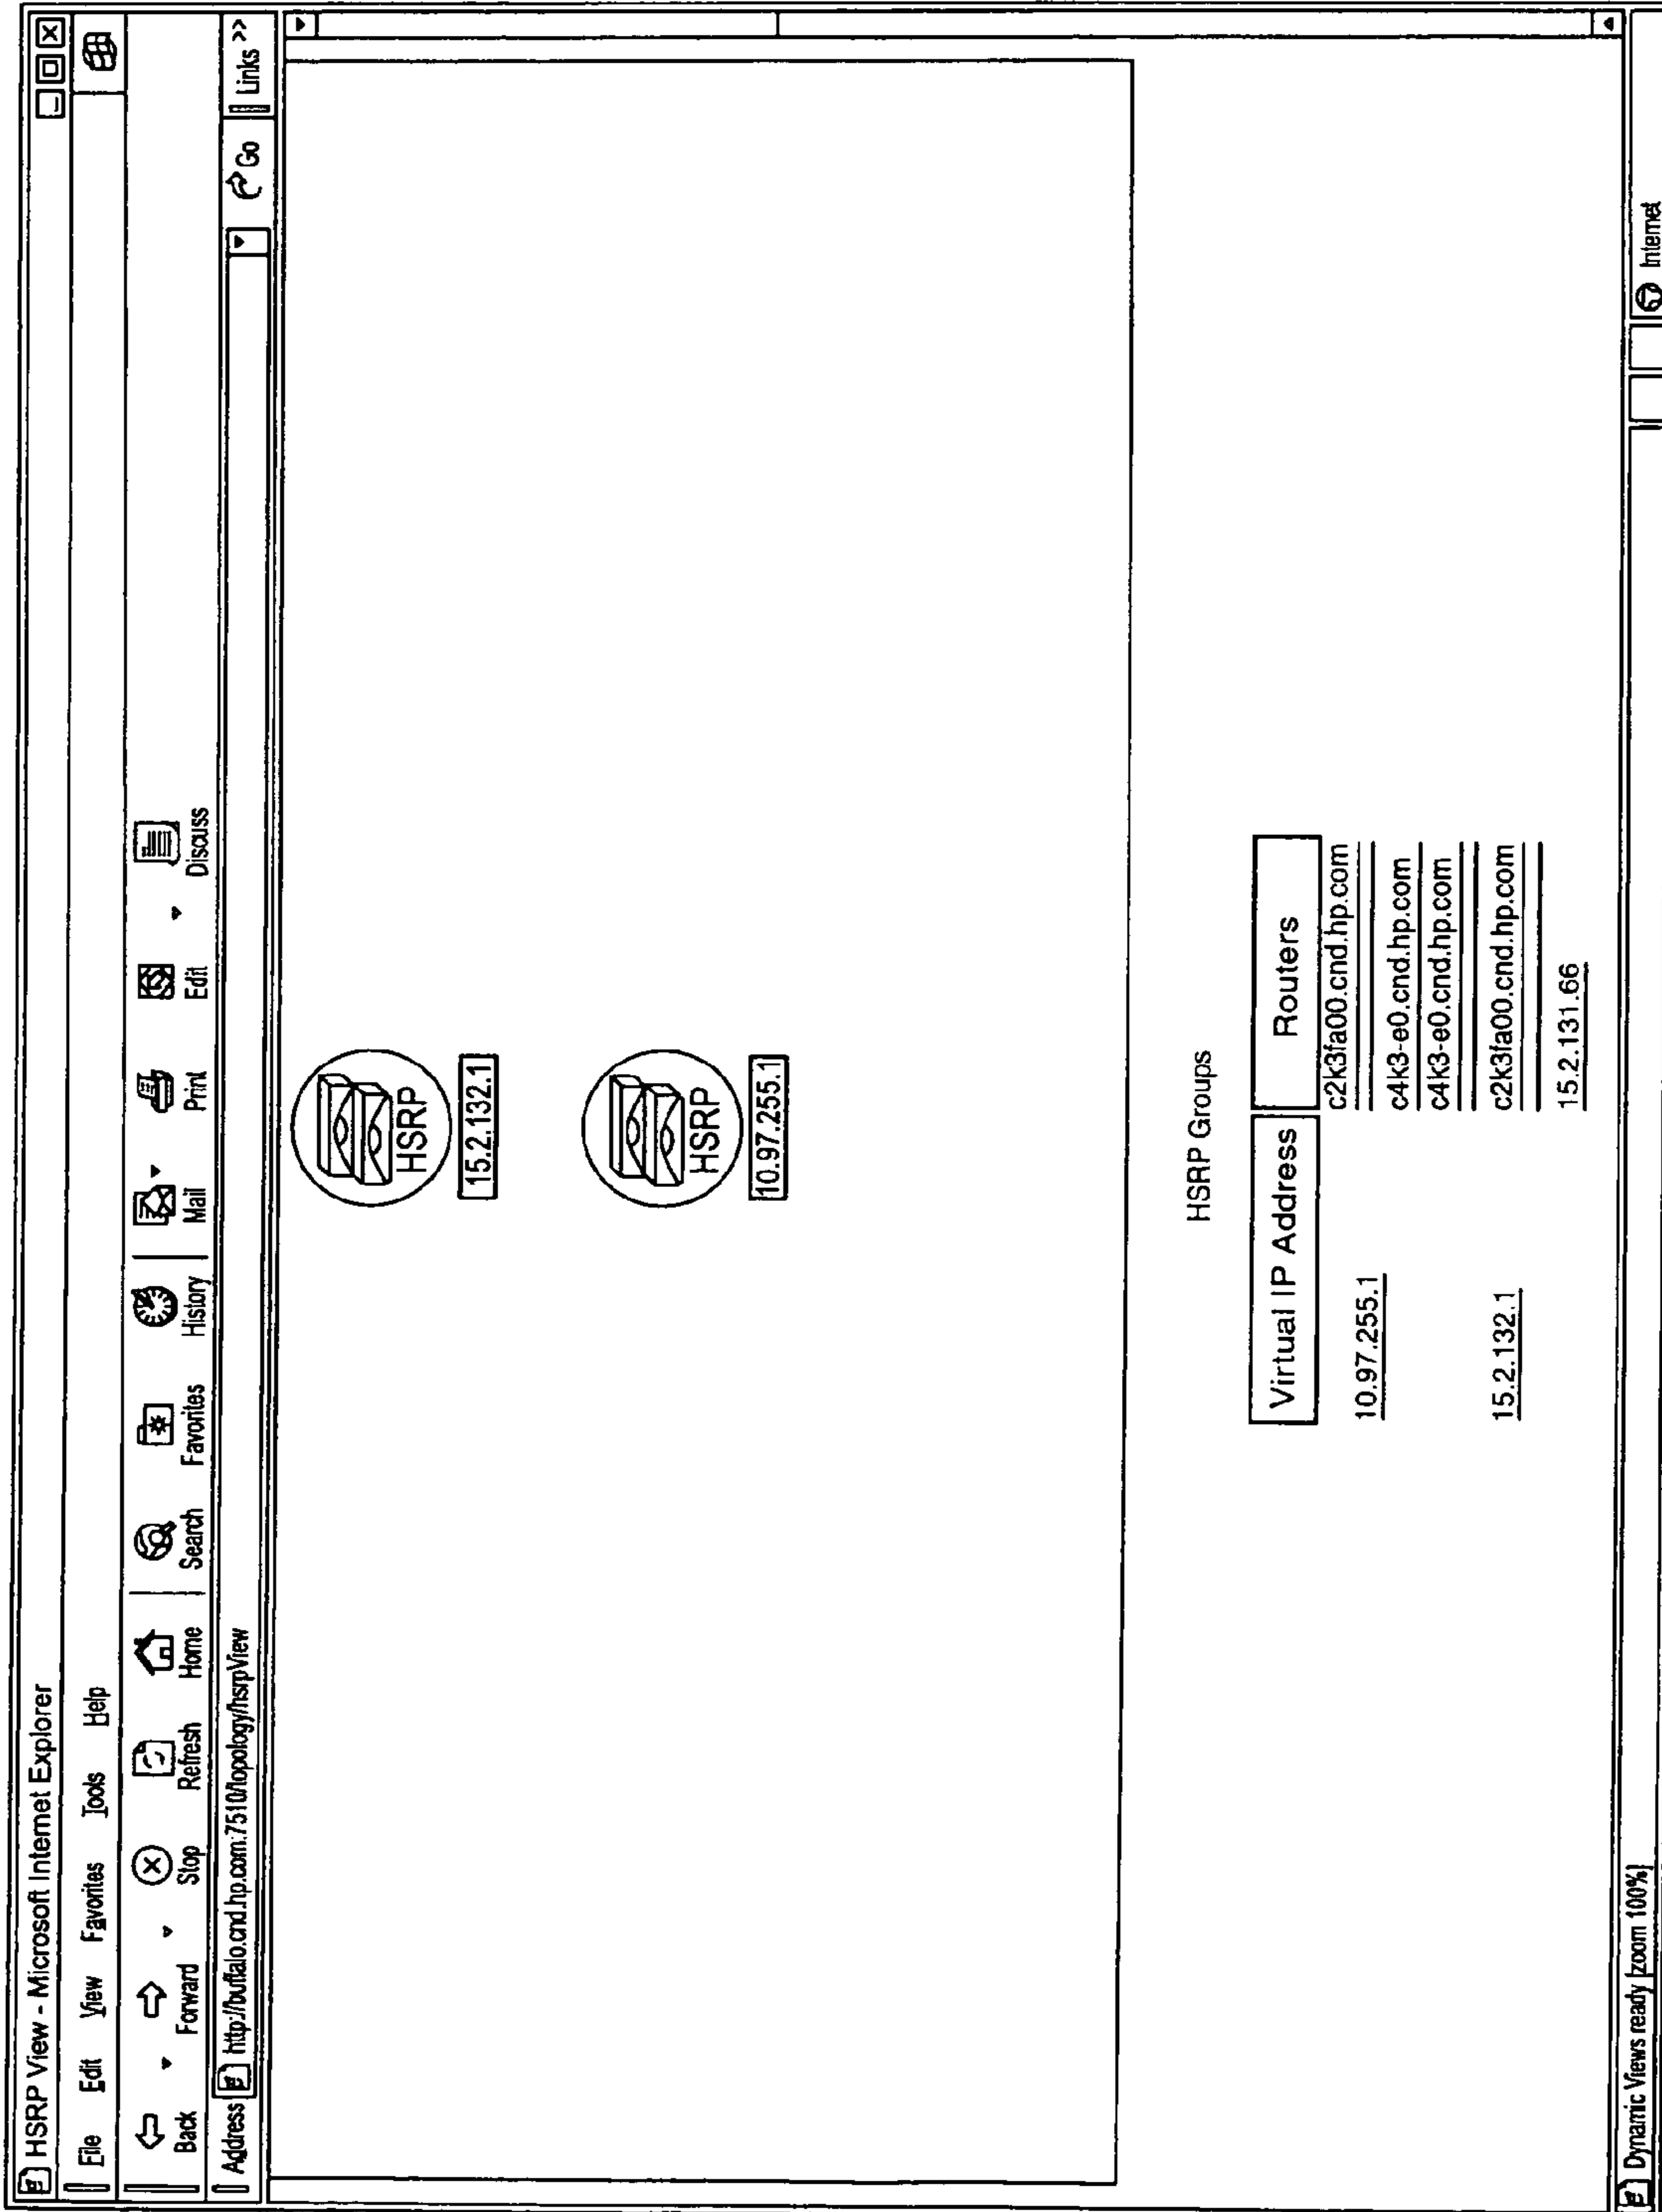 HSRP View - Microsoft Internet Explorer
File Edit View Favorites Tools Help
Back Forward Stop Refresh Home Search Favorites History Mail Print Edit Discuss
Address http://buffalo.cnd.hp.com:7510/topology/hsrpView Go Links >>
HSRP
15.2.132.1
HSRP
10.97.255.1
HSRP Groups
Virtual IP Address Routers
c2k3fa00.cnd.hp.com
10.97.255.1
c4k3-e0.cnd.hp.com
c4k3-e0.cnd.hp.com
15.2.132.1 c2k3fa00.cnd.hp.com
15.2.131.66
Dynamic Views ready [zoom 100%] Internet